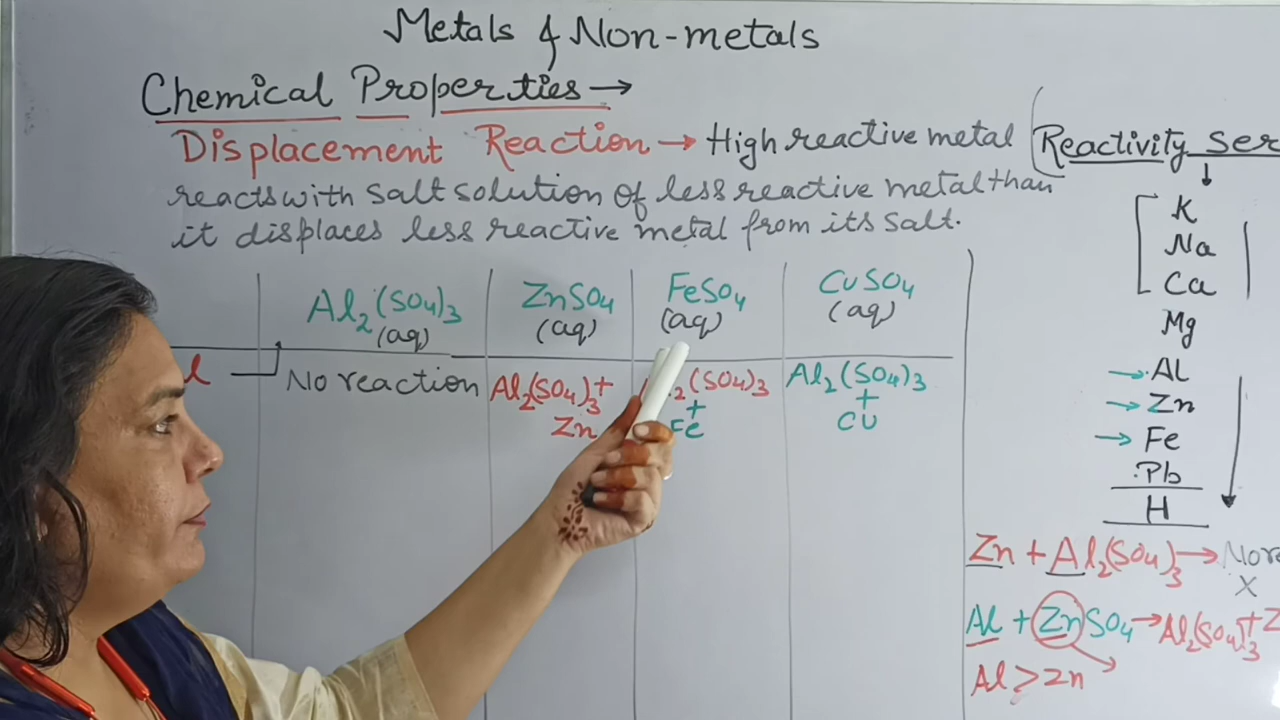 Metals & Non-metals
Chemical Properties →
Displacement Reaction → High reactive metal
reacts with salt solution of less reactive metal than
it displaces less reactive metal from its salt.
Al2(SO4)3 (aq)
ZnSO4 (aq)
FeSO4 (aq)
CuSO4 (aq)
No reaction
Al2(SO4)3 +
Zn
2(SO4)3
+
Fe
Al2(SO4)3
+
Cu
Reactivity Ser
↓
K
Na
Ca
Mg
→ Al
→ Zn
→ Fe
Pb
H
Zn + Al2(SO4)3 → Nore
X
Al + ZnSO4 → Al2(SO4)3 + Z
Al > Zn